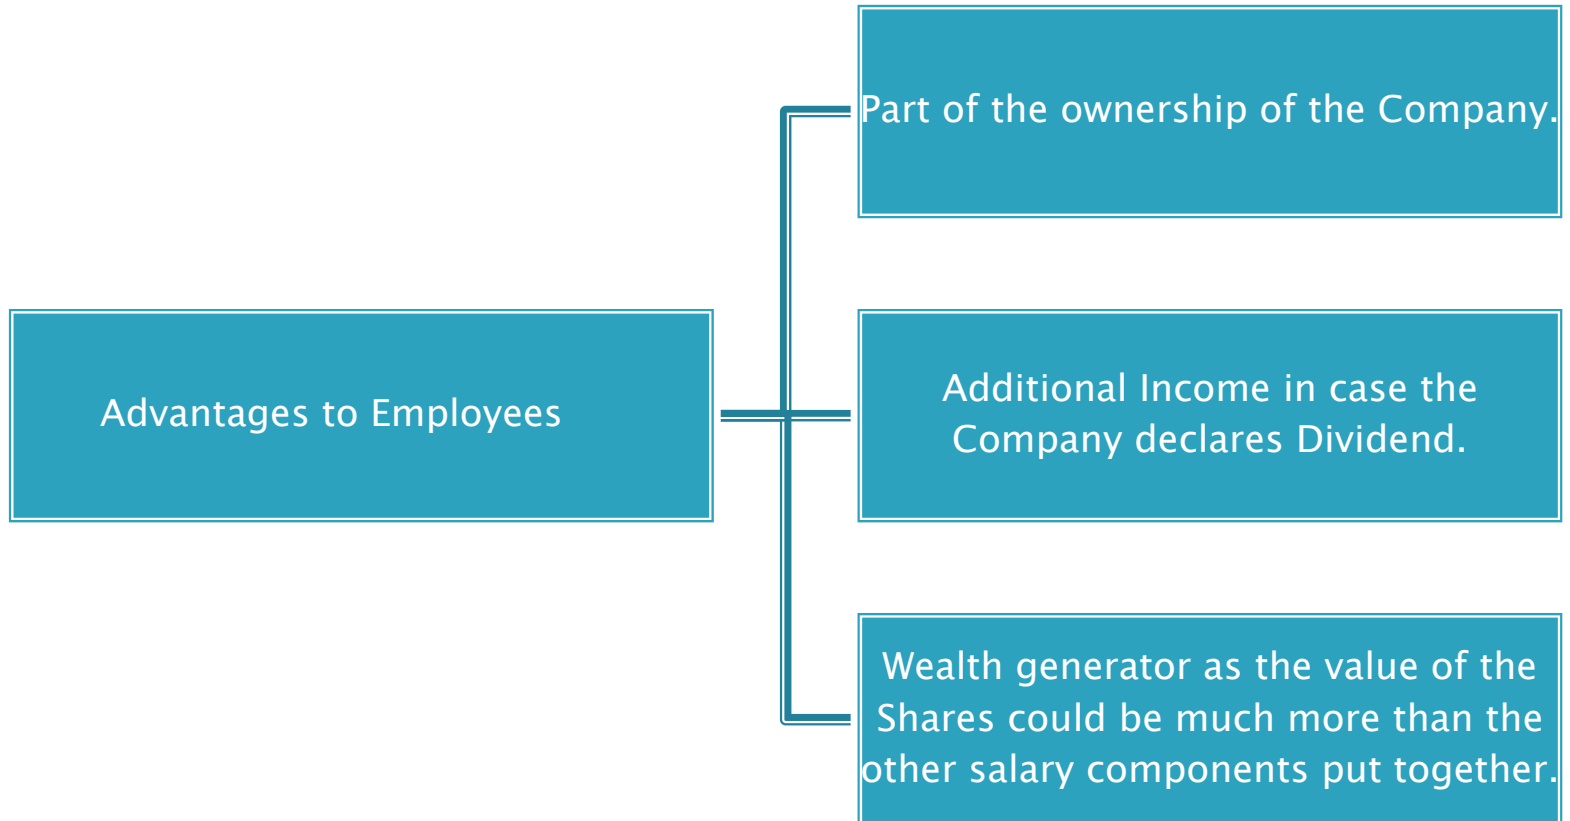 Part of the ownership of the Company.
Advantages to Employees
Additional Income in case the
Company declares Dividend.
Wealth generator as the value of the
Shares could be much more than the
other salary components put together.